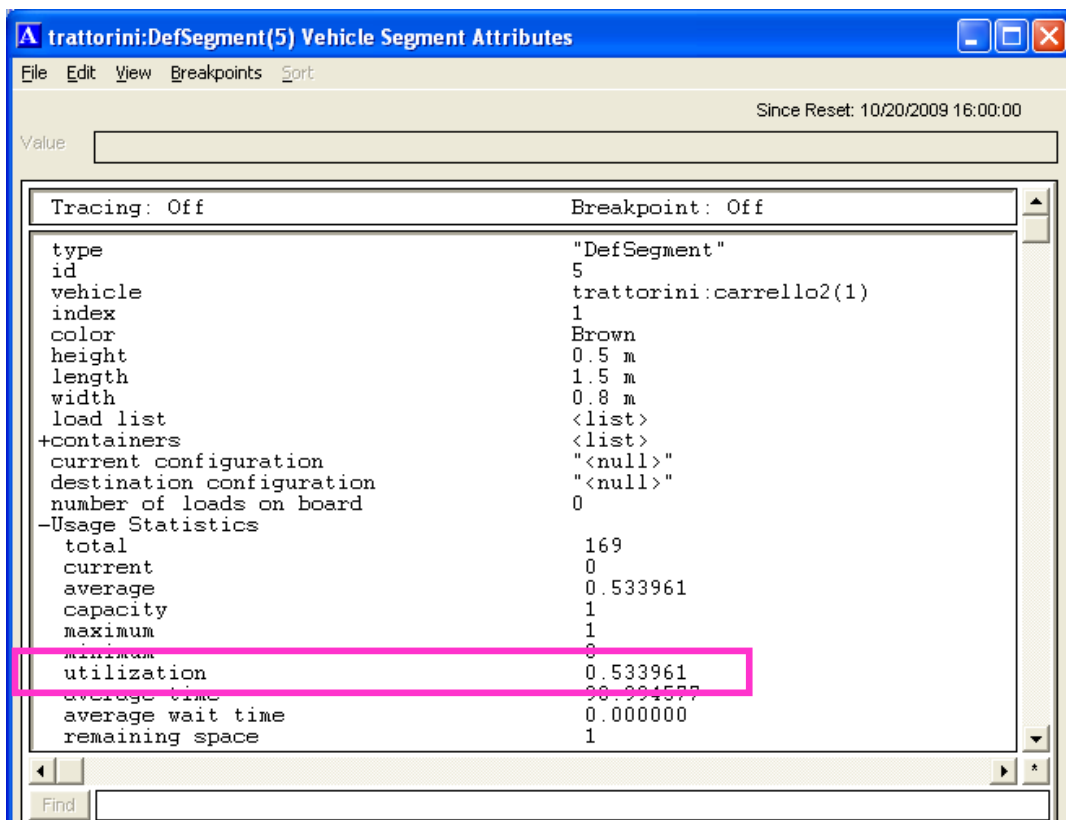 trattorini:DefSegment(5) Vehicle Segment Attributes
File Edit View Breakpoints Sort
Since Reset: 10/20/2009 16:00:00
Value
Tracing: Off Breakpoint: Off
type "DefSegment"
id 5
vehicle trattorini:carrello2(1)
index 1
color Brown
height 0.5 m
length 1.5 m
width 0.8 m
load list <list>
+containers <list>
current configuration "<null>"
destination configuration "<null>"
number of loads on board 0
-Usage Statistics
total 169
current 0
average 0.533961
capacity 1
maximum 1
minimum 0
utilization 0.533961
average time
average wait time 0.000000
remaining space 1
*
Find